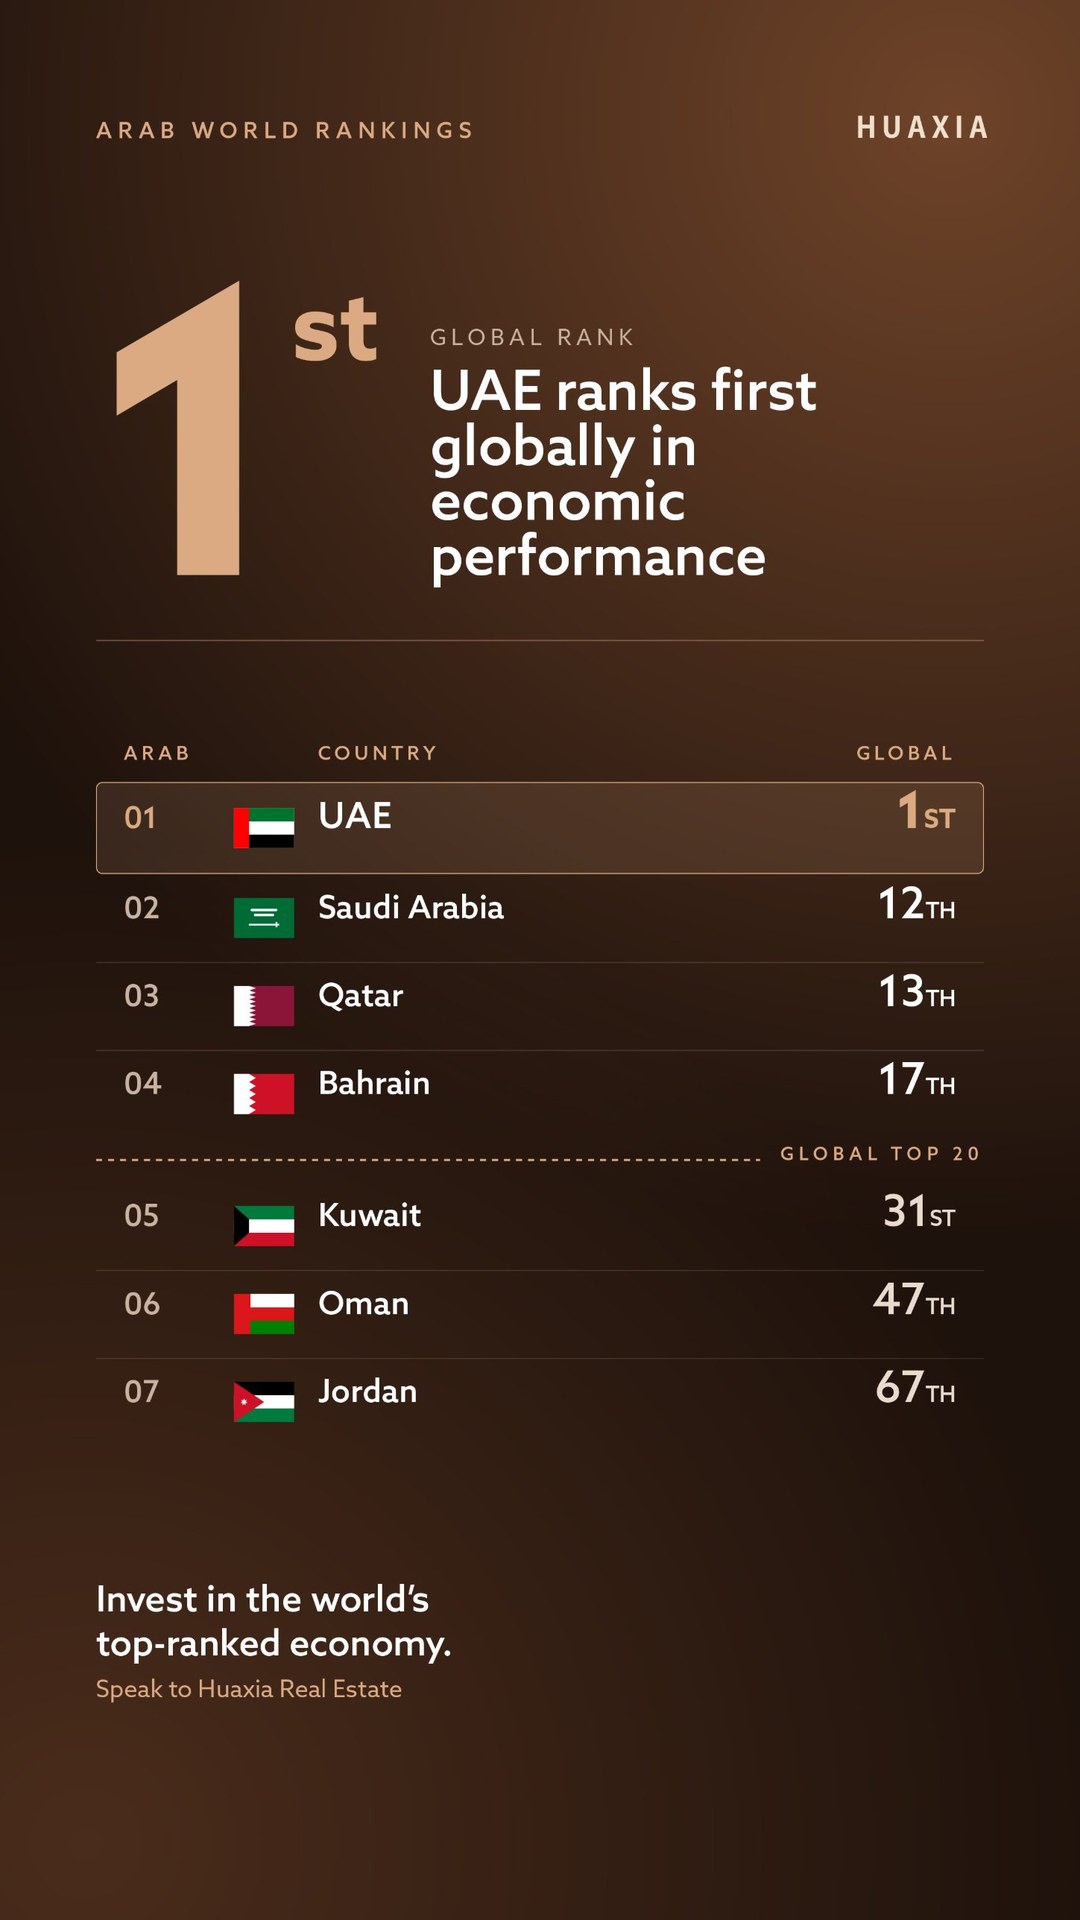 ARAB WORLD RANKINGS
HUAXIA
1st
GLOBAL RANK
UAE ranks first
globally in
economic
performance
ARAB COUNTRY GLOBAL
01 UAE 1ST
02 Saudi Arabia 12TH
03 Qatar 13TH
04 Bahrain 17TH
GLOBAL TOP 20
05 Kuwait 31ST
06 Oman 47TH
07 Jordan 67TH
Invest in the world’s
top-ranked economy.
Speak to Huaxia Real Estate